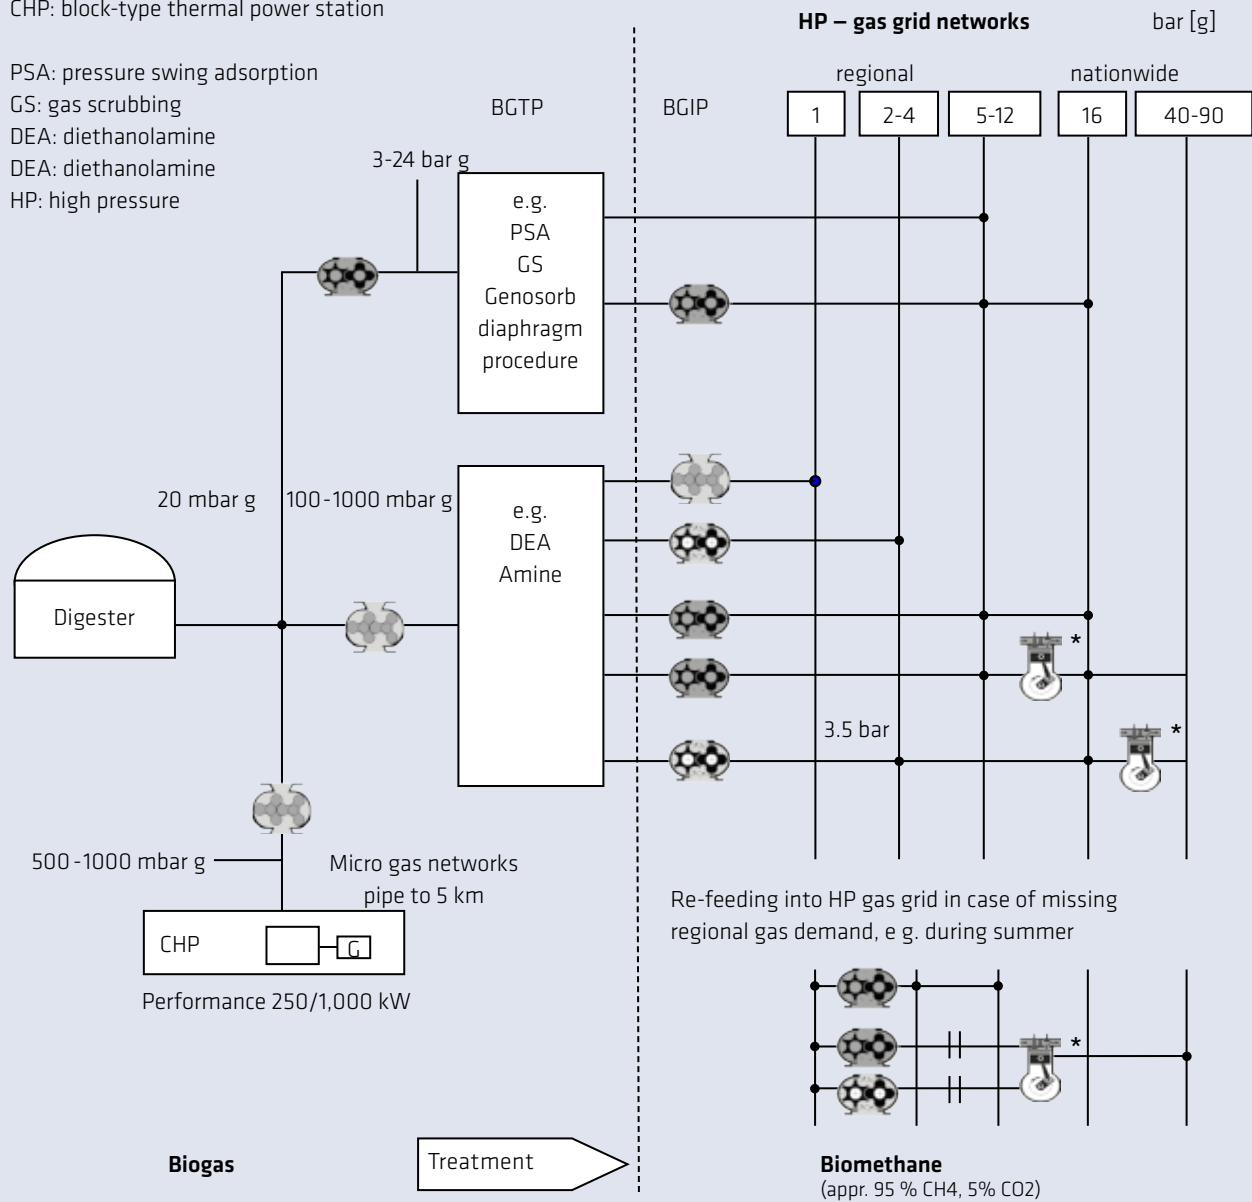 CHP: block-type thermal power station
PSA: pressure swing adsorption
GS: gas scrubbing
DEA: diethanolamine
DEA: diethanolamine
HP: high pressure
HP – gas grid networks
bar [g]
regional
nationwide
BGTP
BGIP
1
2-4
5-12
16
40-90
3-24 bar g
e.g.
PSA
GS
Genosorb
diaphragm
procedure
20 mbar g
100-1000 mbar g
e.g.
DEA
Amine
Digester
*
3.5 bar
*
500-1000 mbar g
Micro gas networks
pipe to 5 km
CHP
G
Performance 250/1,000 kW
Re-feeding into HP gas grid in case of missing
regional gas demand, e g. during summer
*
Biogas
Treatment
Biomethane
(appr. 95 % CH4, 5% CO2)